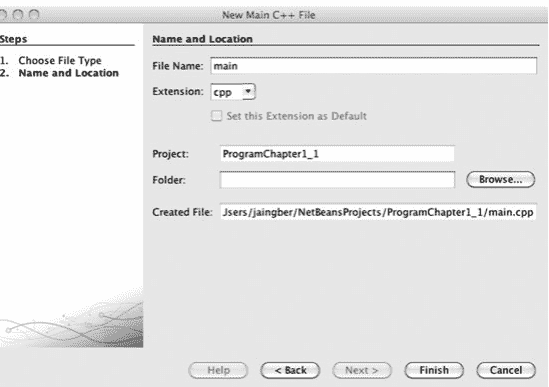 New Main C++ File
Steps
1. Choose File Type
2. Name and Location
Name and Location
File Name: main
Extension: cpp
Set this Extension as Default
Project: ProgramChapter1_1
Folder: Browse...
Created File: Jsers/jaingber/NetBeansProjects/ProgramChapter1_1/main.cpp
Help < Back Next > Finish Cancel